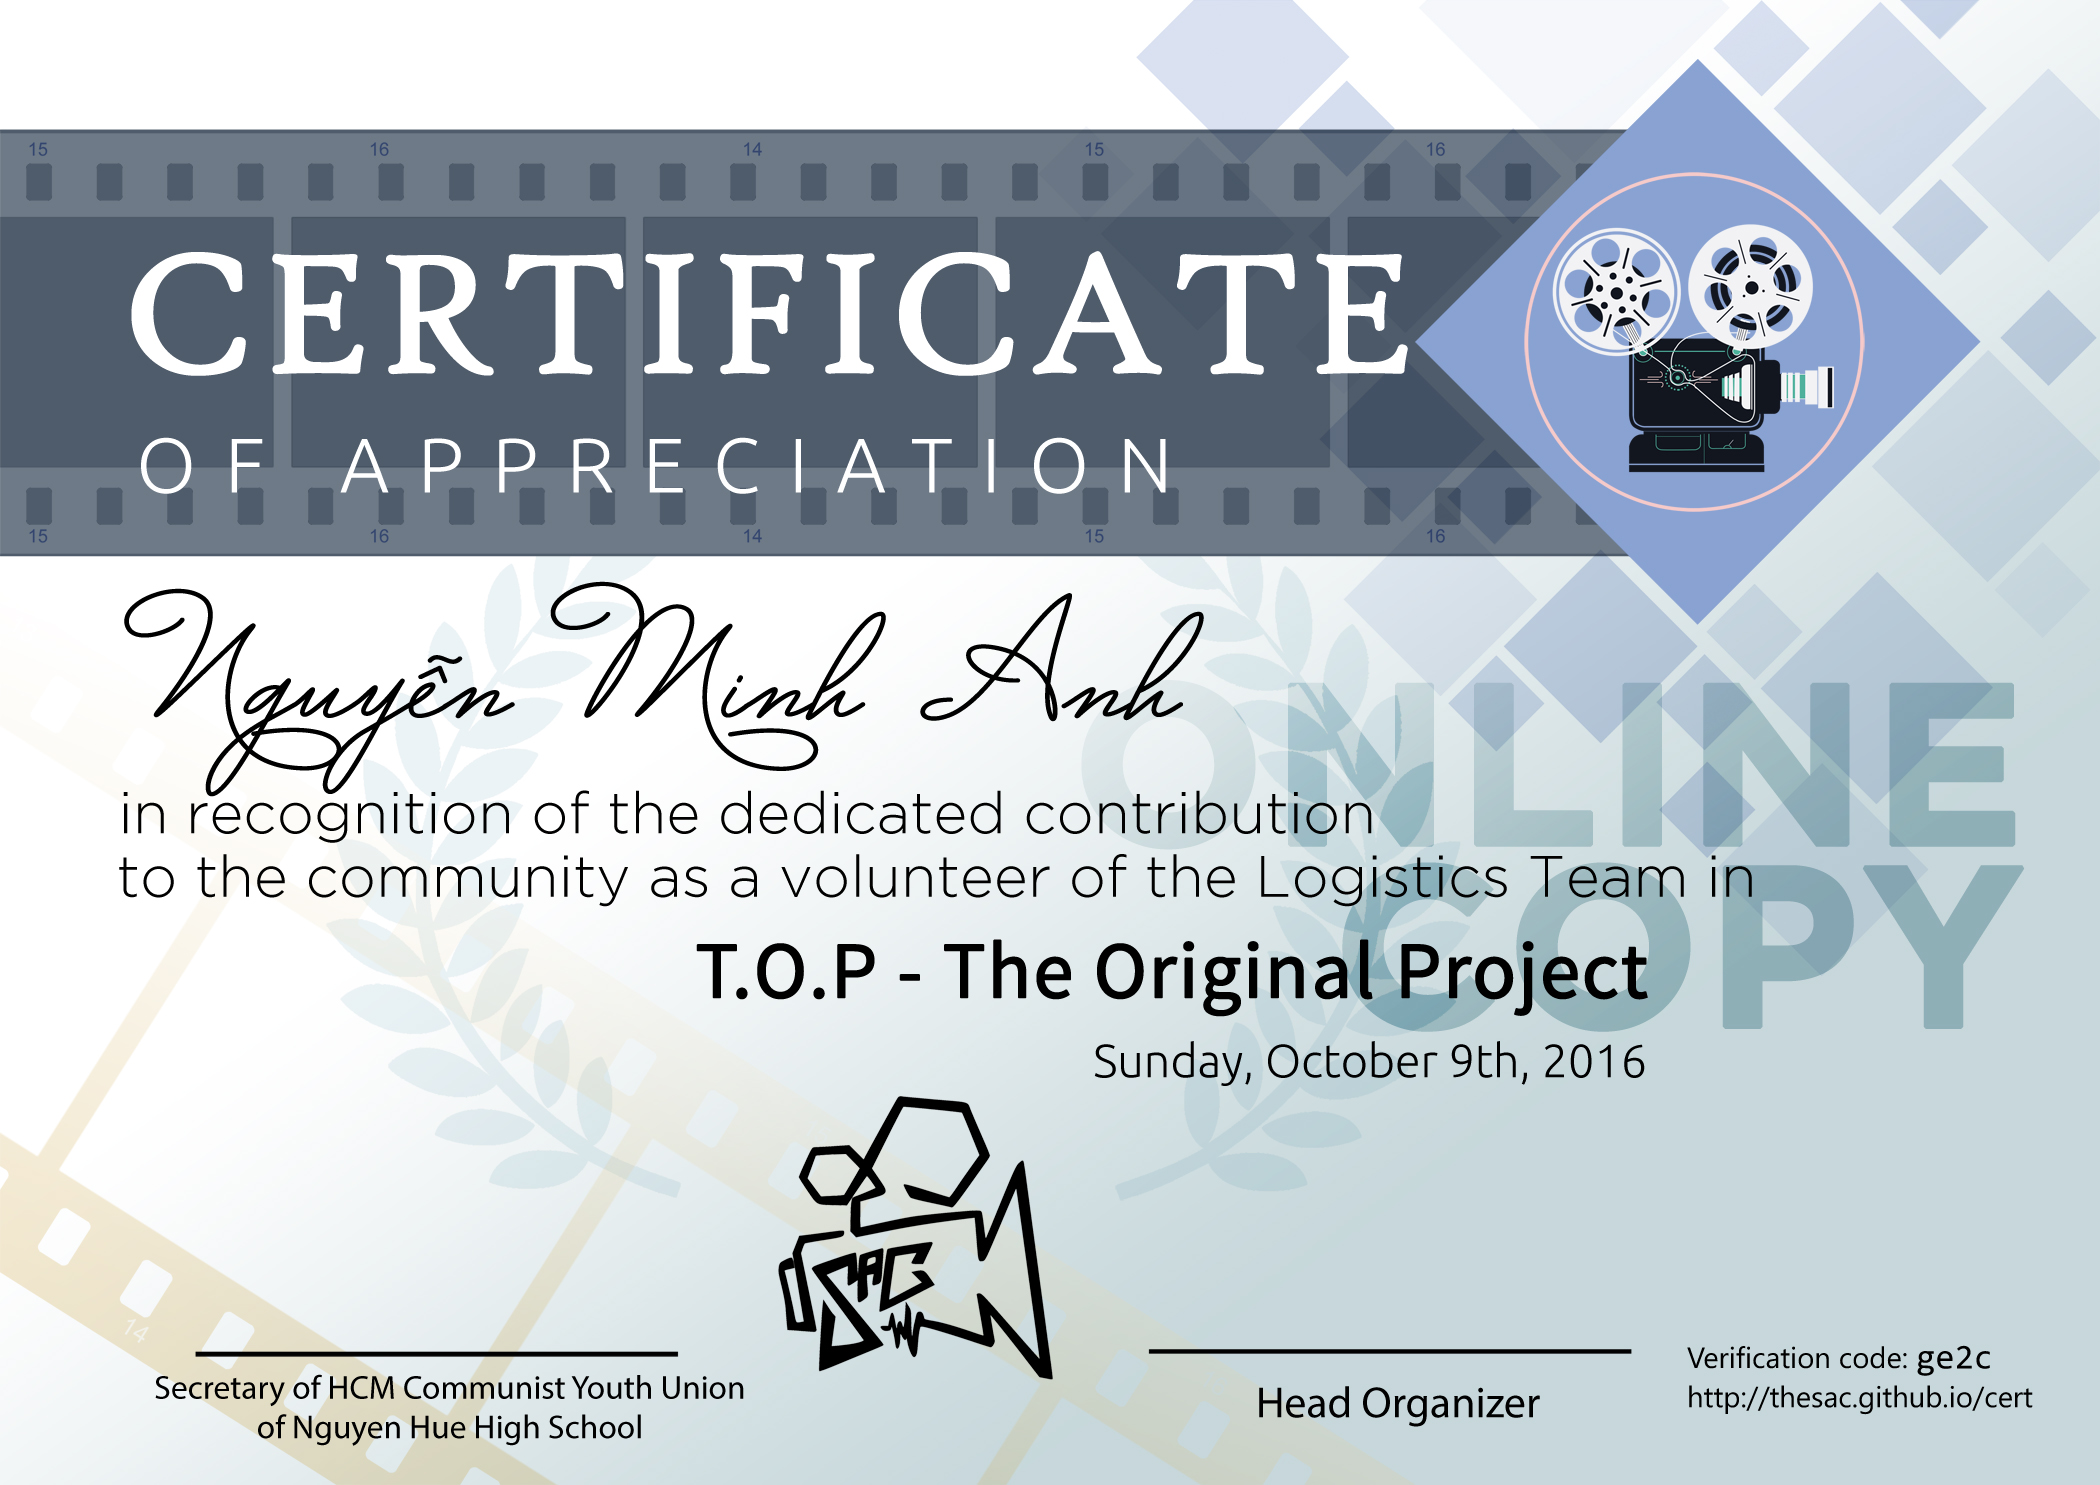 15 16 14 15 16
CERTIFICATE
OF APPRECIATION
15 16 14 15 16
Nguyễn Minh Anh
in recognition of the dedicated contribution
to the community as a volunteer of the Logistics Team in
T.O.P - The Original Project
Sunday, October 9th, 2016
ONLINE
COPY
SAC
14
Secretary of HCM Communist Youth Union
of Nguyen Hue High School
Head Organizer
Verification code: ge2c
http://thesac.github.io/cert